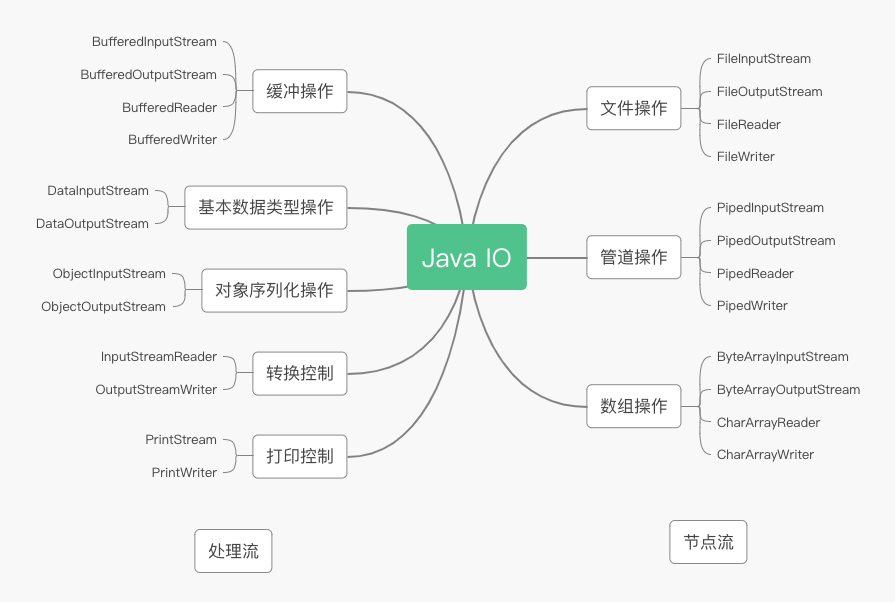 Java IO
缓冲操作
BufferedInputStream
BufferedOutputStream
BufferedReader
BufferedWriter
基本数据类型操作
DataInputStream
DataOutputStream
对象序列化操作
ObjectInputStream
ObjectOutputStream
转换控制
InputStreamReader
OutputStreamWriter
打印控制
PrintStream
PrintWriter
处理流
文件操作
FileInputStream
FileOutputStream
FileReader
FileWriter
管道操作
PipedInputStream
PipedOutputStream
PipedReader
PipedWriter
数组操作
ByteArrayInputStream
ByteArrayOutputStream
CharArrayReader
CharArrayWriter
节点流